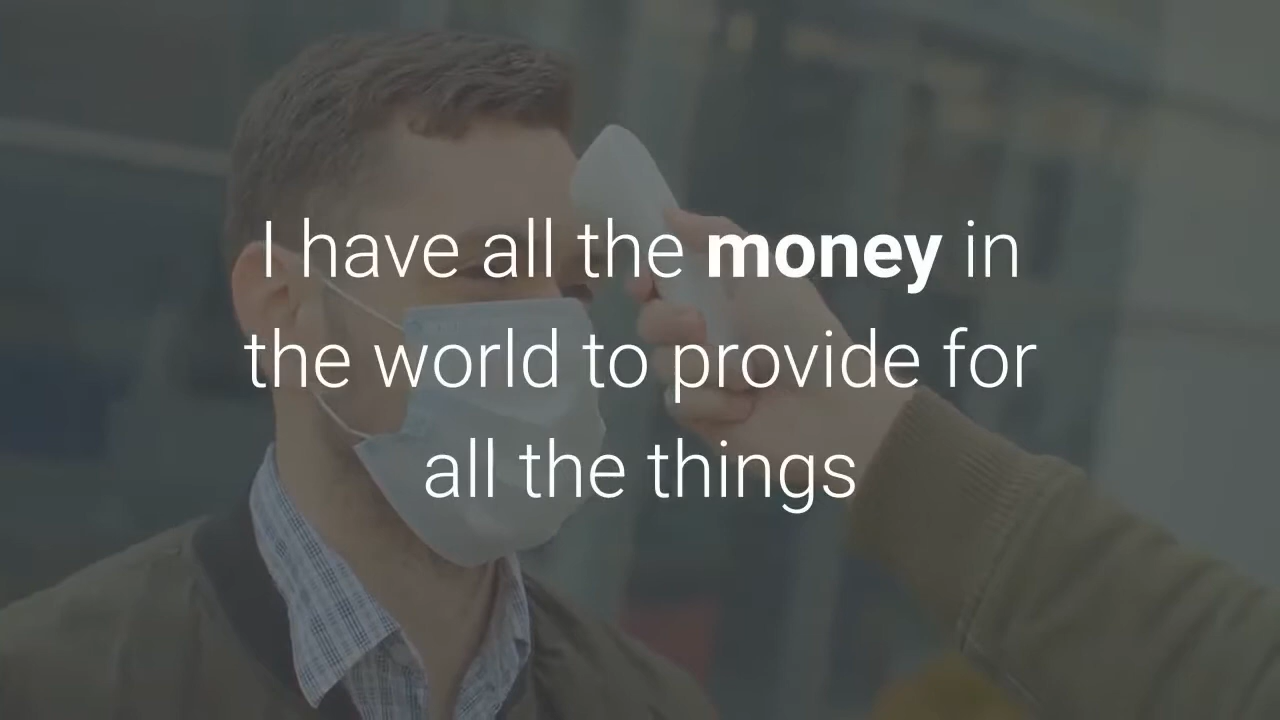 I have all the money in
the world to provide for
all the things